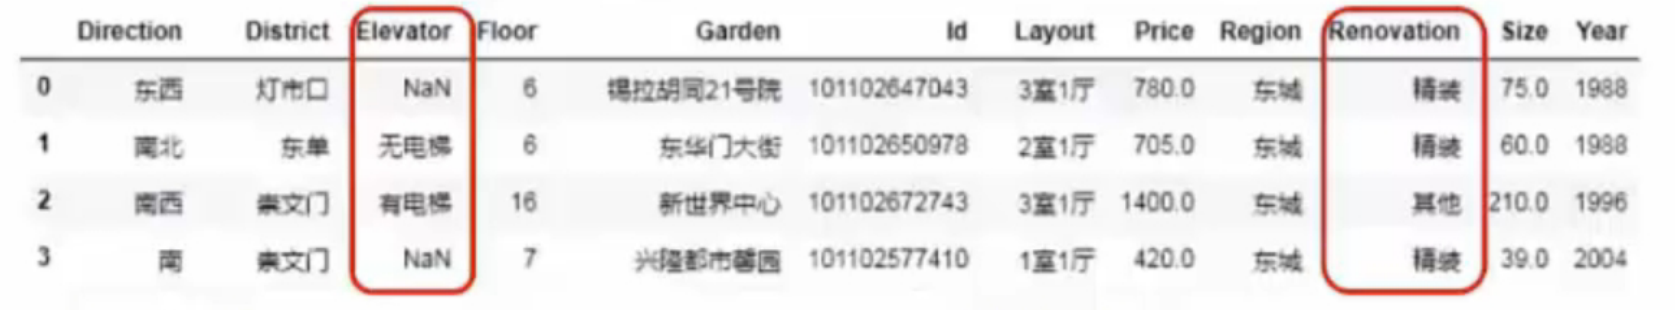 Direction District Elevator Floor Garden Id Layout Price Region Renovation Size Year
0 东西 灯市口 NaN 6 锡拉胡同21号院 101102647043 3室1厅 780.0 东城 精装 75.0 1988
1 南北 东单 无电梯 6 东华门大街 101102650978 2室1厅 705.0 东城 精装 60.0 1988
2 南西 崇文门 有电梯 16 新世界中心 101102672743 3室1厅 1400.0 东城 其他 210.0 1996
3 南 崇文门 NaN 7 兴隆都市馨园 101102577410 1室1厅 420.0 东城 精装 39.0 2004